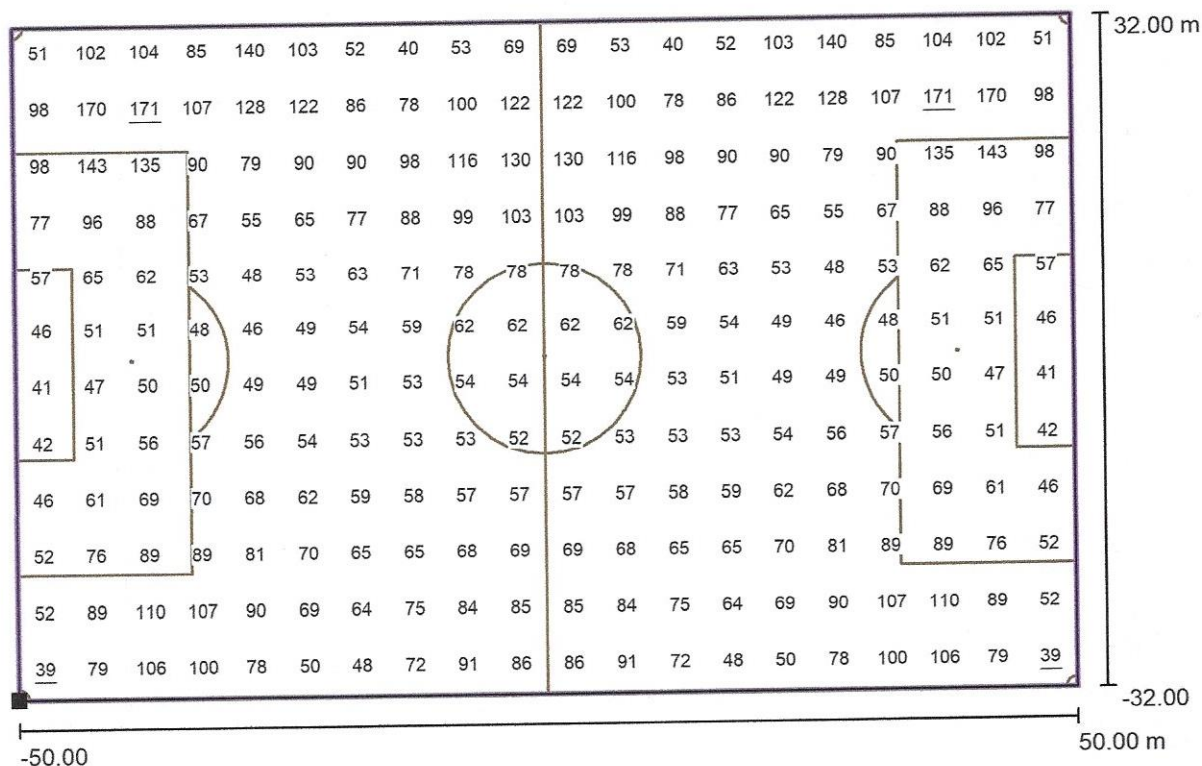 32.00 m
51 102 104 85 140 103 52 40 53 69 69 53 40 52 103 140 85 104 102 51
98 170 171 107 128 122 86 78 100 122 122 100 78 86 122 128 107 171 170 98
98 143 135 90 79 90 90 98 116 130 130 116 98 90 90 79 90 135 143 98
77 96 88 67 55 65 77 88 99 103 103 99 88 77 65 55 67 88 96 77
57 65 62 53 48 53 63 71 78 78 78 78 71 63 53 48 53 62 65 57
46 51 51 48 46 49 54 59 62 62 62 62 59 54 49 46 48 51 51 46
41 47 50 50 49 49 51 53 54 54 54 54 53 51 49 49 50 50 47 41
42 51 56 57 56 54 53 53 53 52 52 53 53 53 54 56 57 56 51 42
46 61 69 70 68 62 59 58 57 57 57 57 58 59 62 68 70 69 61 46
52 76 89 89 81 70 65 65 68 69 69 68 65 65 70 81 89 89 76 52
52 89 110 107 90 69 64 75 84 85 85 84 75 64 69 90 107 110 89 52
39 79 106 100 78 50 48 72 91 86 86 91 72 48 50 78 100 106 79 39
-32.00
-50.00 50.00 m